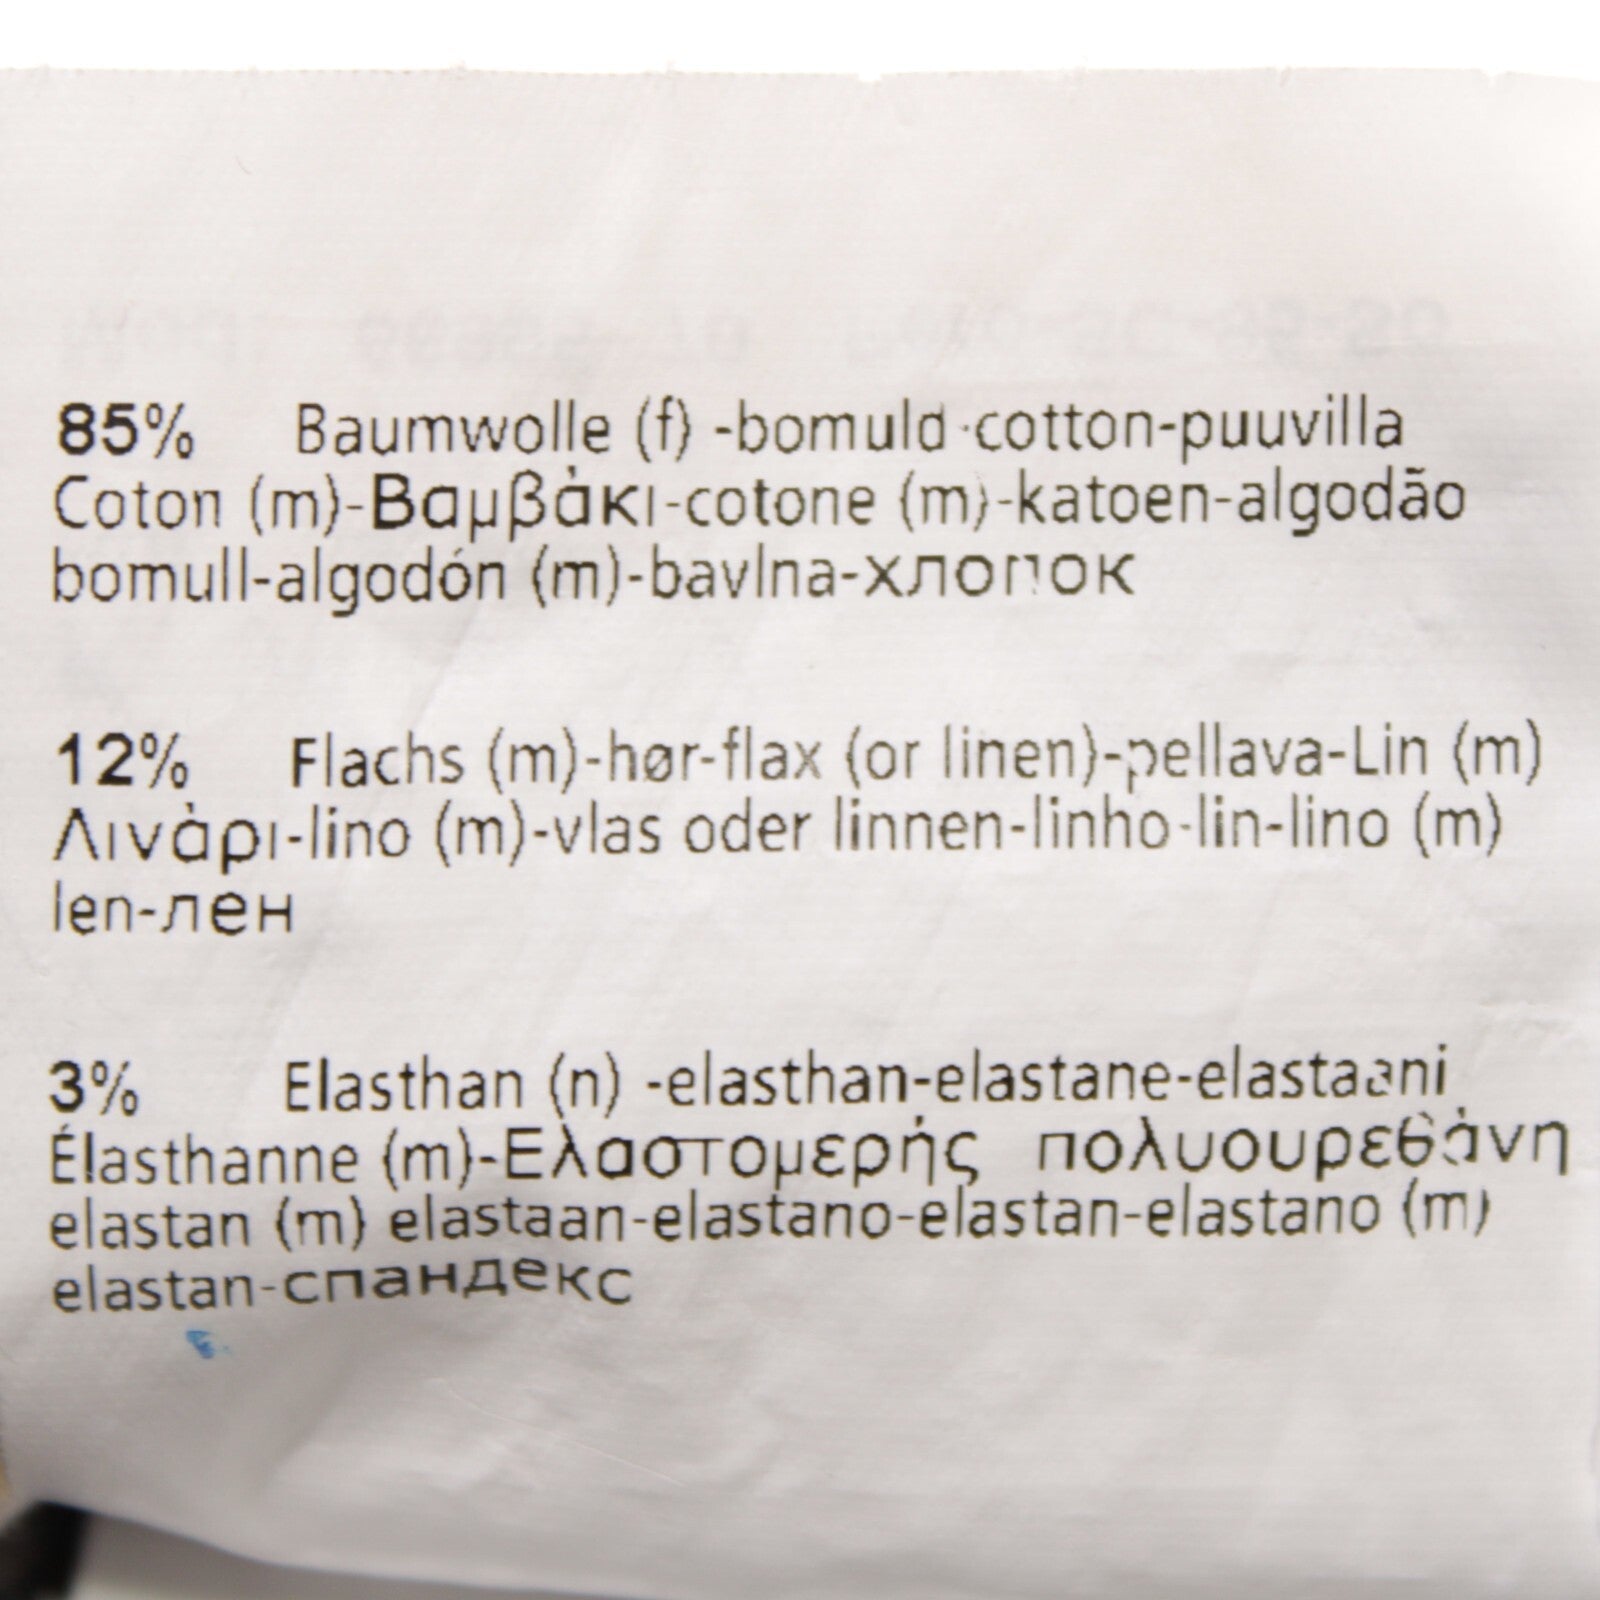 85% Baumwolle (f) -bomuld-cotton-puuvilla
Coton (m)-Βαμβάκι-cotone (m)-katoen-algodão
bomull-algodón (m)-bavlna-хлопок
12% Flachs (m)-hør-flax (or linen)-pellava-Lin (m)
Λινάρι-lino (m)-vlas oder linnen-linho-lin-lino (m)
len-лен
3% Elasthan (n) -elasthan-elastane-elastaani
Élasthanne (m)-Ελαστομερής πολυουρεθάνη
elastan (m) elastaan-elastano-elastan-elastano (m)
elastan-спандекс